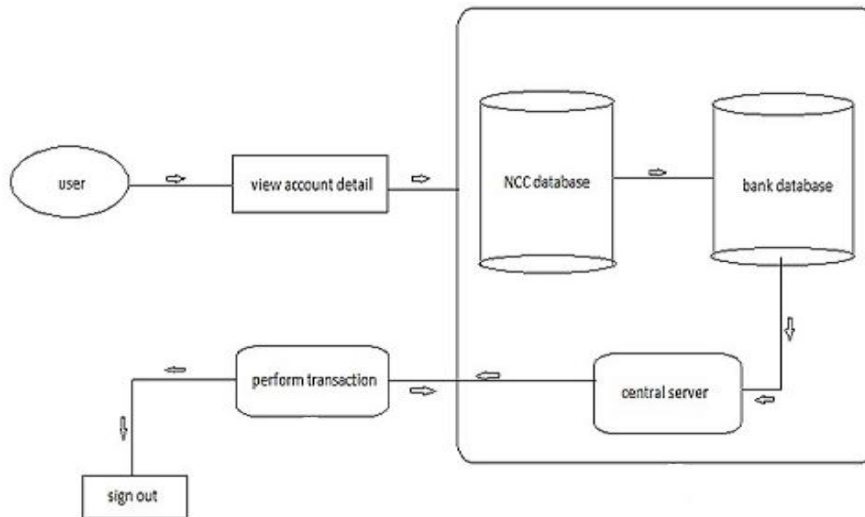 user
view account detail
NCC database
bank database
perform transaction
central server
sign out